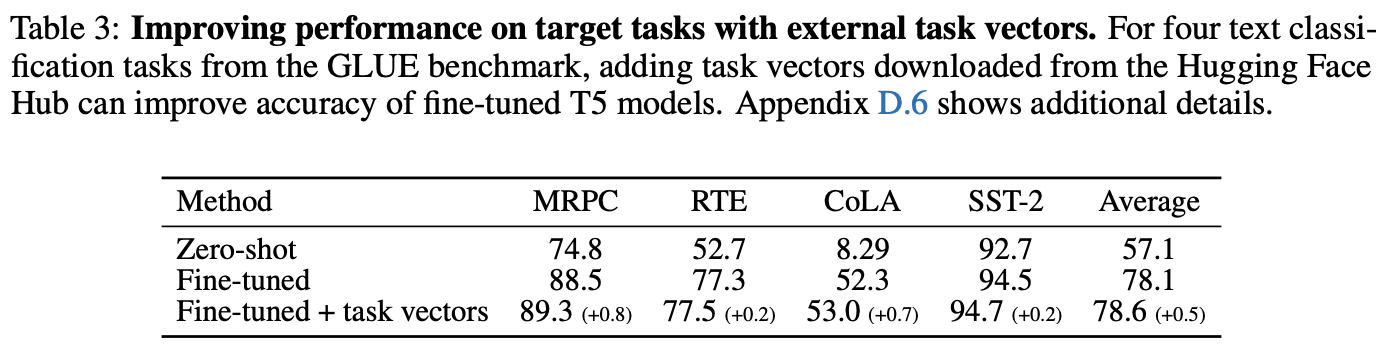 Table 3: Improving performance on target tasks with external task vectors. For four text classi-
fication tasks from the GLUE benchmark, adding task vectors downloaded from the Hugging Face
Hub can improve accuracy of fine-tuned T5 models. Appendix D.6 shows additional details.
Method MRPC RTE CoLA SST-2 Average
Zero-shot 74.8 52.7 8.29 92.7 57.1
Fine-tuned 88.5 77.3 52.3 94.5 78.1
Fine-tuned + task vectors 89.3 (+0.8) 77.5 (+0.2) 53.0 (+0.7) 94.7 (+0.2) 78.6 (+0.5)